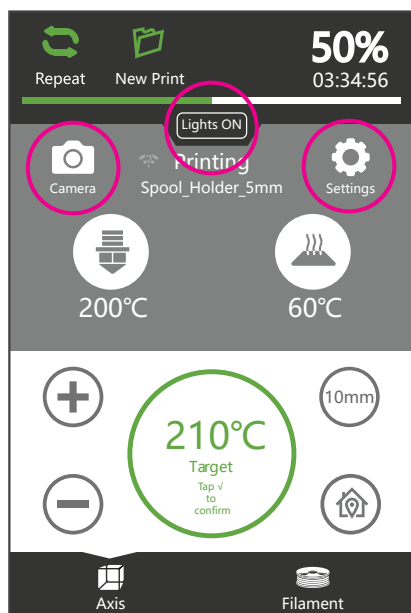 50%
Repeat
New Print
03:34:56
Lights ON
Printing
Camera
Spool_Holder_5mm
Settings
200℃
60℃
10mm
210℃
Target
Tap √
to
confirm
Axis
Filament